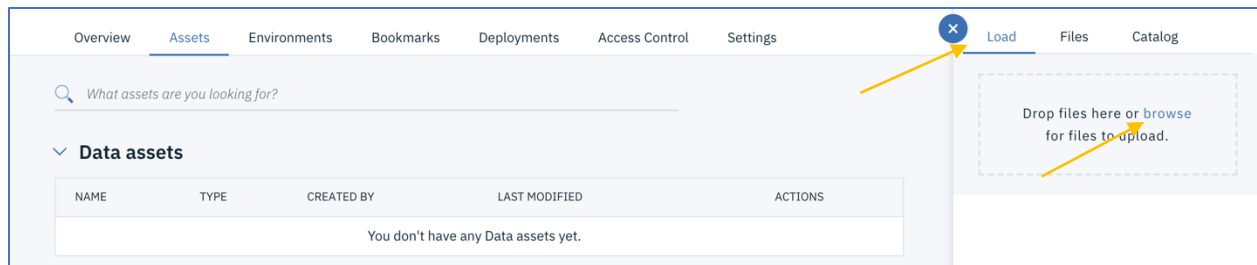 Overview Assets Environments Bookmarks Deployments Access Control Settings
Load Files Catalog
What assets are you looking for?
Drop files here or browse
for files to upload.
Data assets
NAME TYPE CREATED BY LAST MODIFIED ACTIONS
You don't have any Data assets yet.